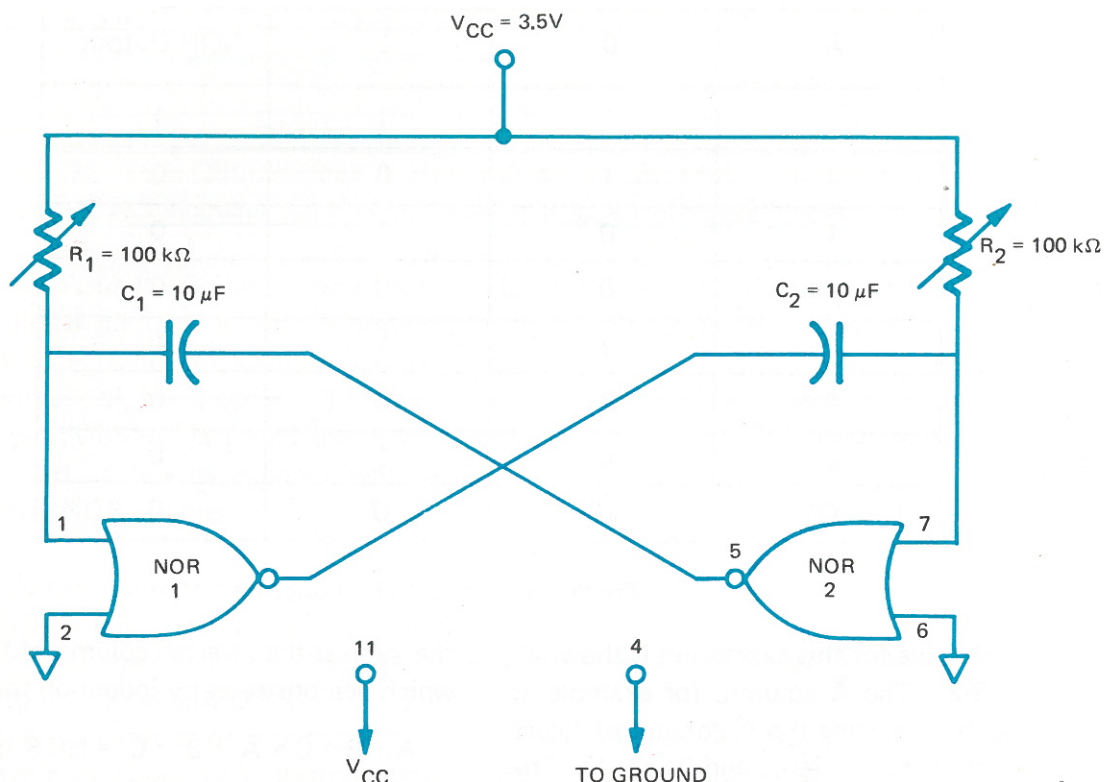 V_CC = 3.5V
R_1 = 100 kΩ
C_1 = 10 μF
C_2 = 10 μF
R_2 = 100 kΩ
1
NOR
1
2
5
7
NOR
2
6
11
4
V_CC
TO GROUND